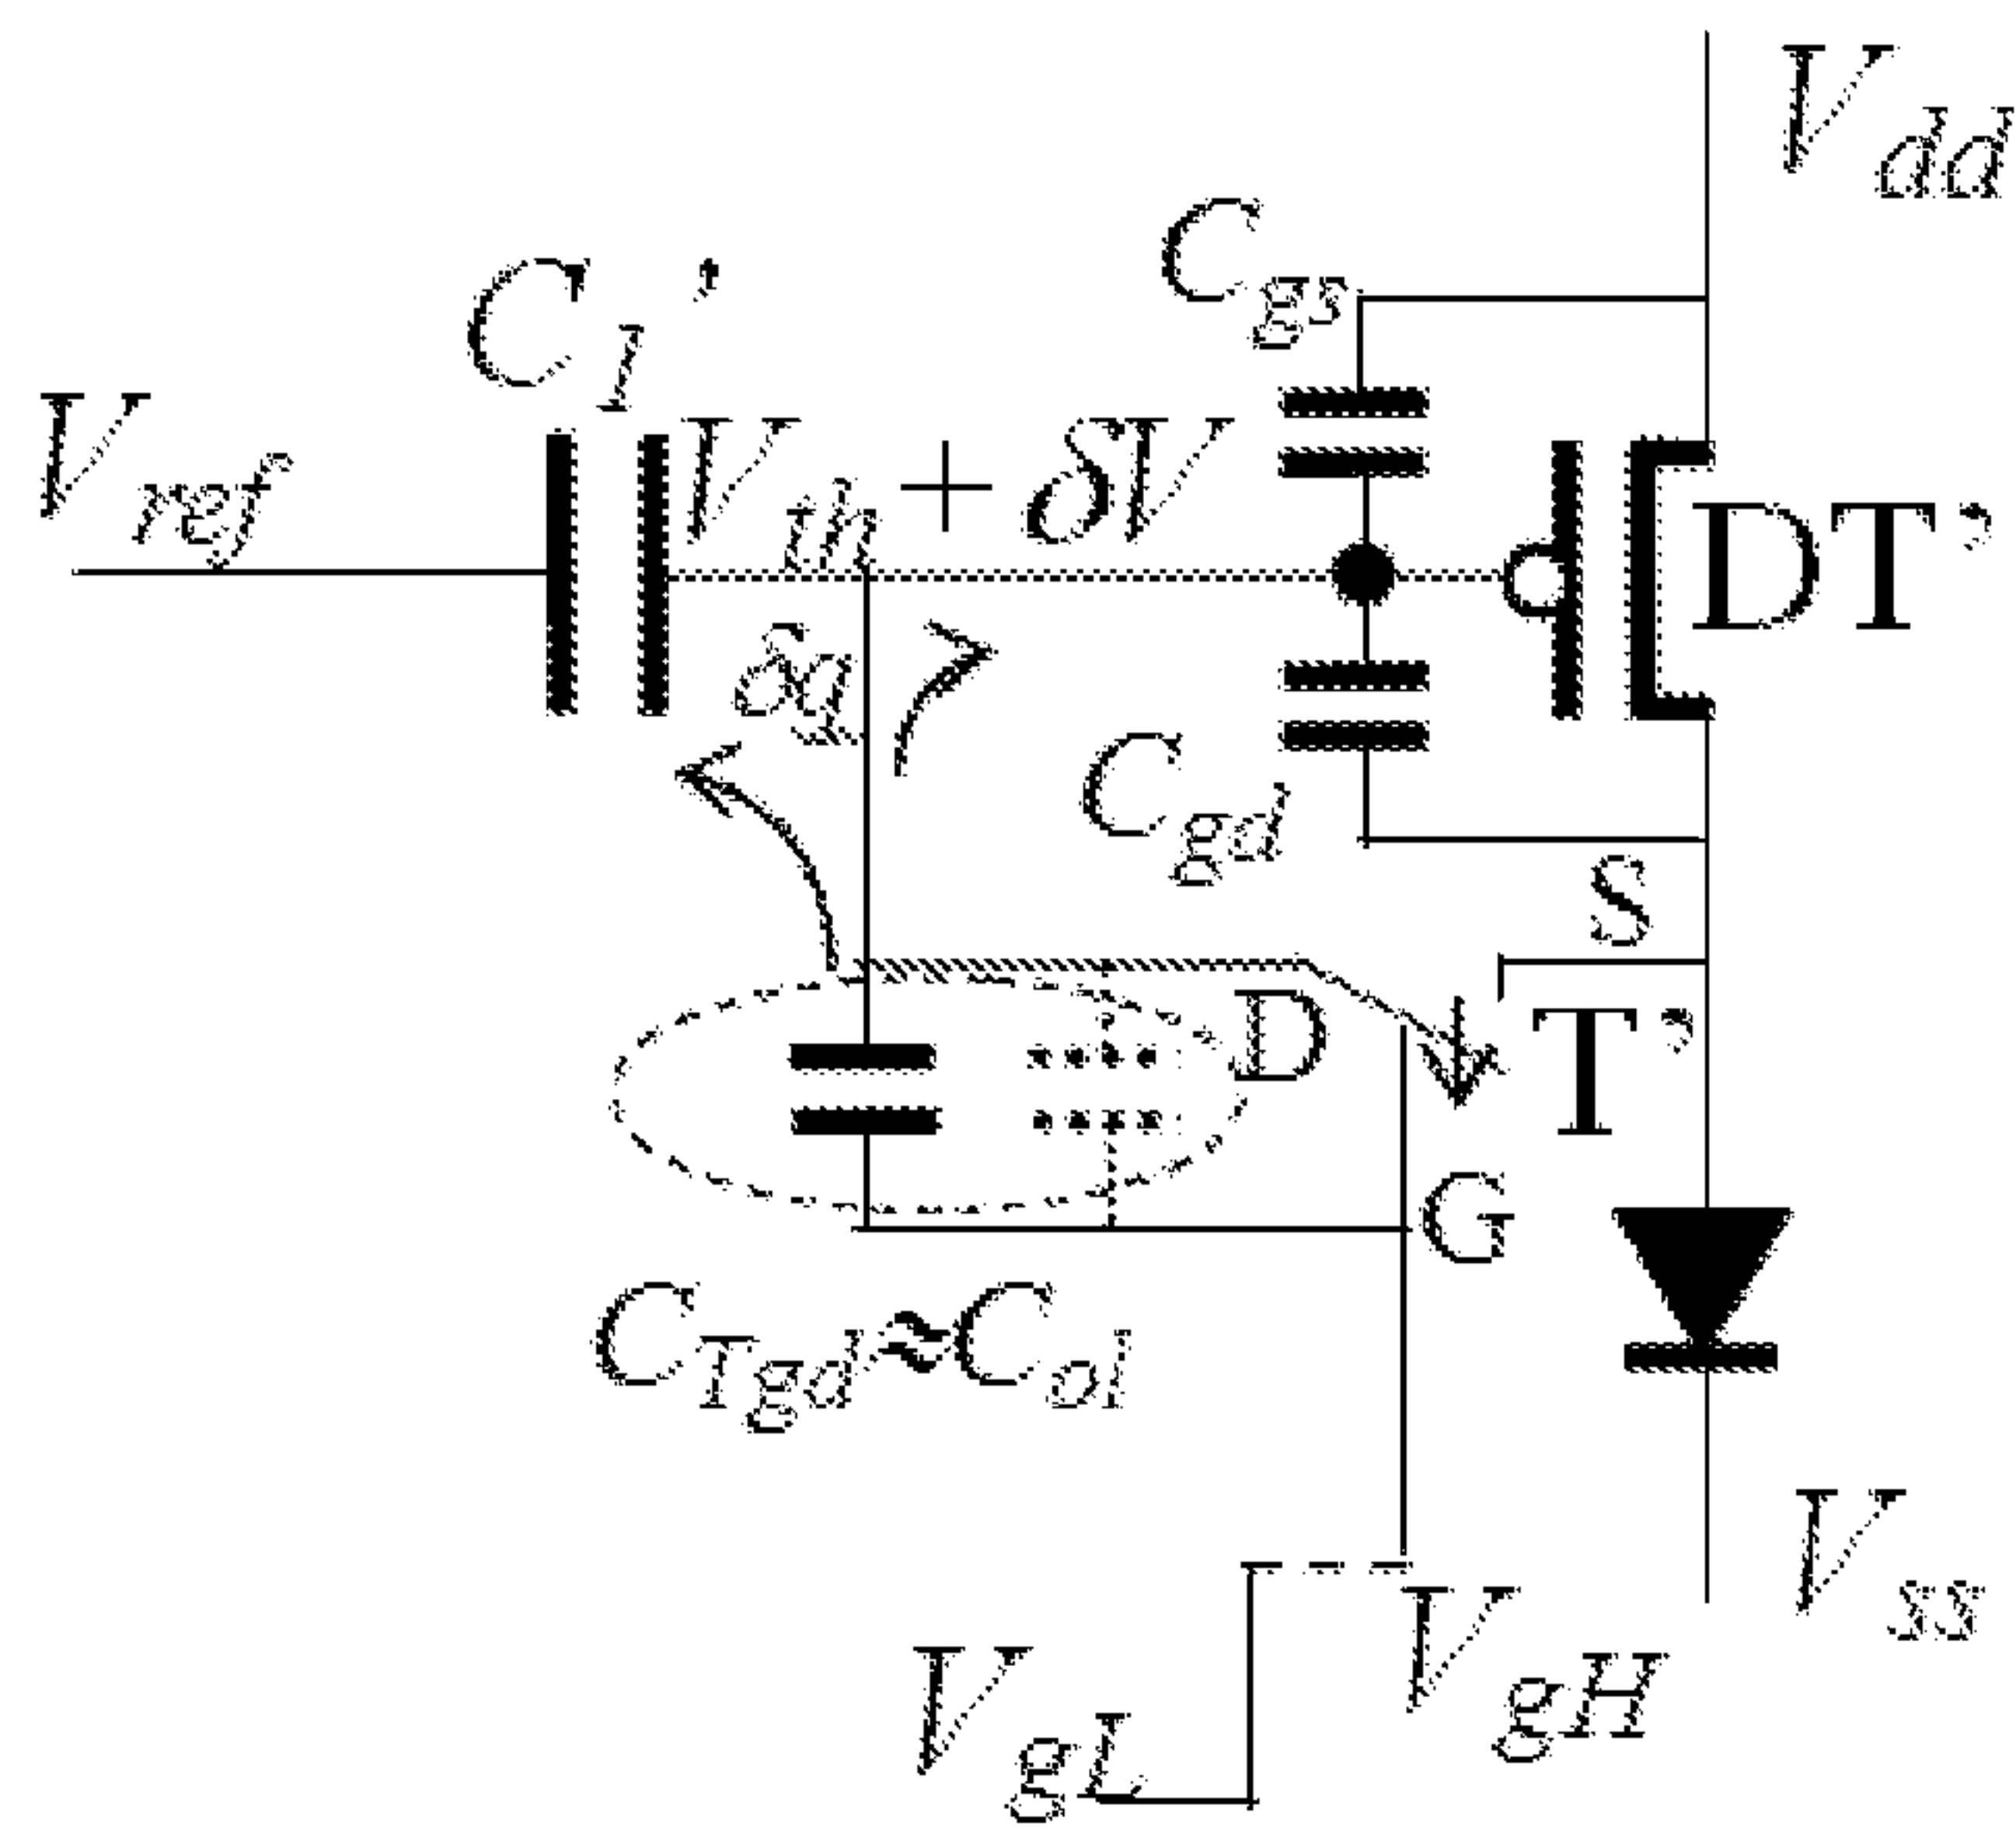 V_dd
C_gs
C_1'
V_ref
V_th + δV
DT'
δq
C_gd
S
D
T'
G
C_Tgd ≈ C_ol
V_ss
V_gH
V_gL